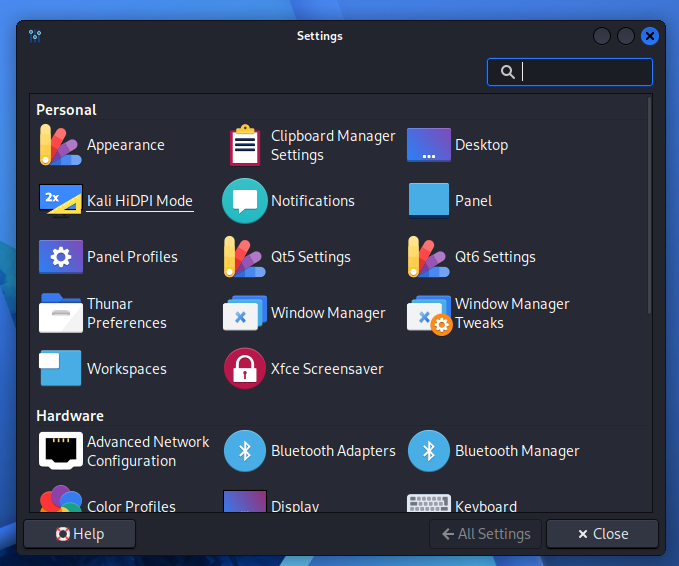 Settings
Personal
Appearance
Clipboard Manager
Settings
Desktop
2x
Kali HiDPI Mode
Notifications
Panel
Panel Profiles
Qt5 Settings
Qt6 Settings
Thunar
Preferences
Window Manager
Window Manager
Tweaks
Workspaces
Xfce Screensaver
Hardware
Advanced Network
Configuration
Bluetooth Adapters
Bluetooth Manager
Color Profiles
Display
Keyboard
Help
All Settings
Close